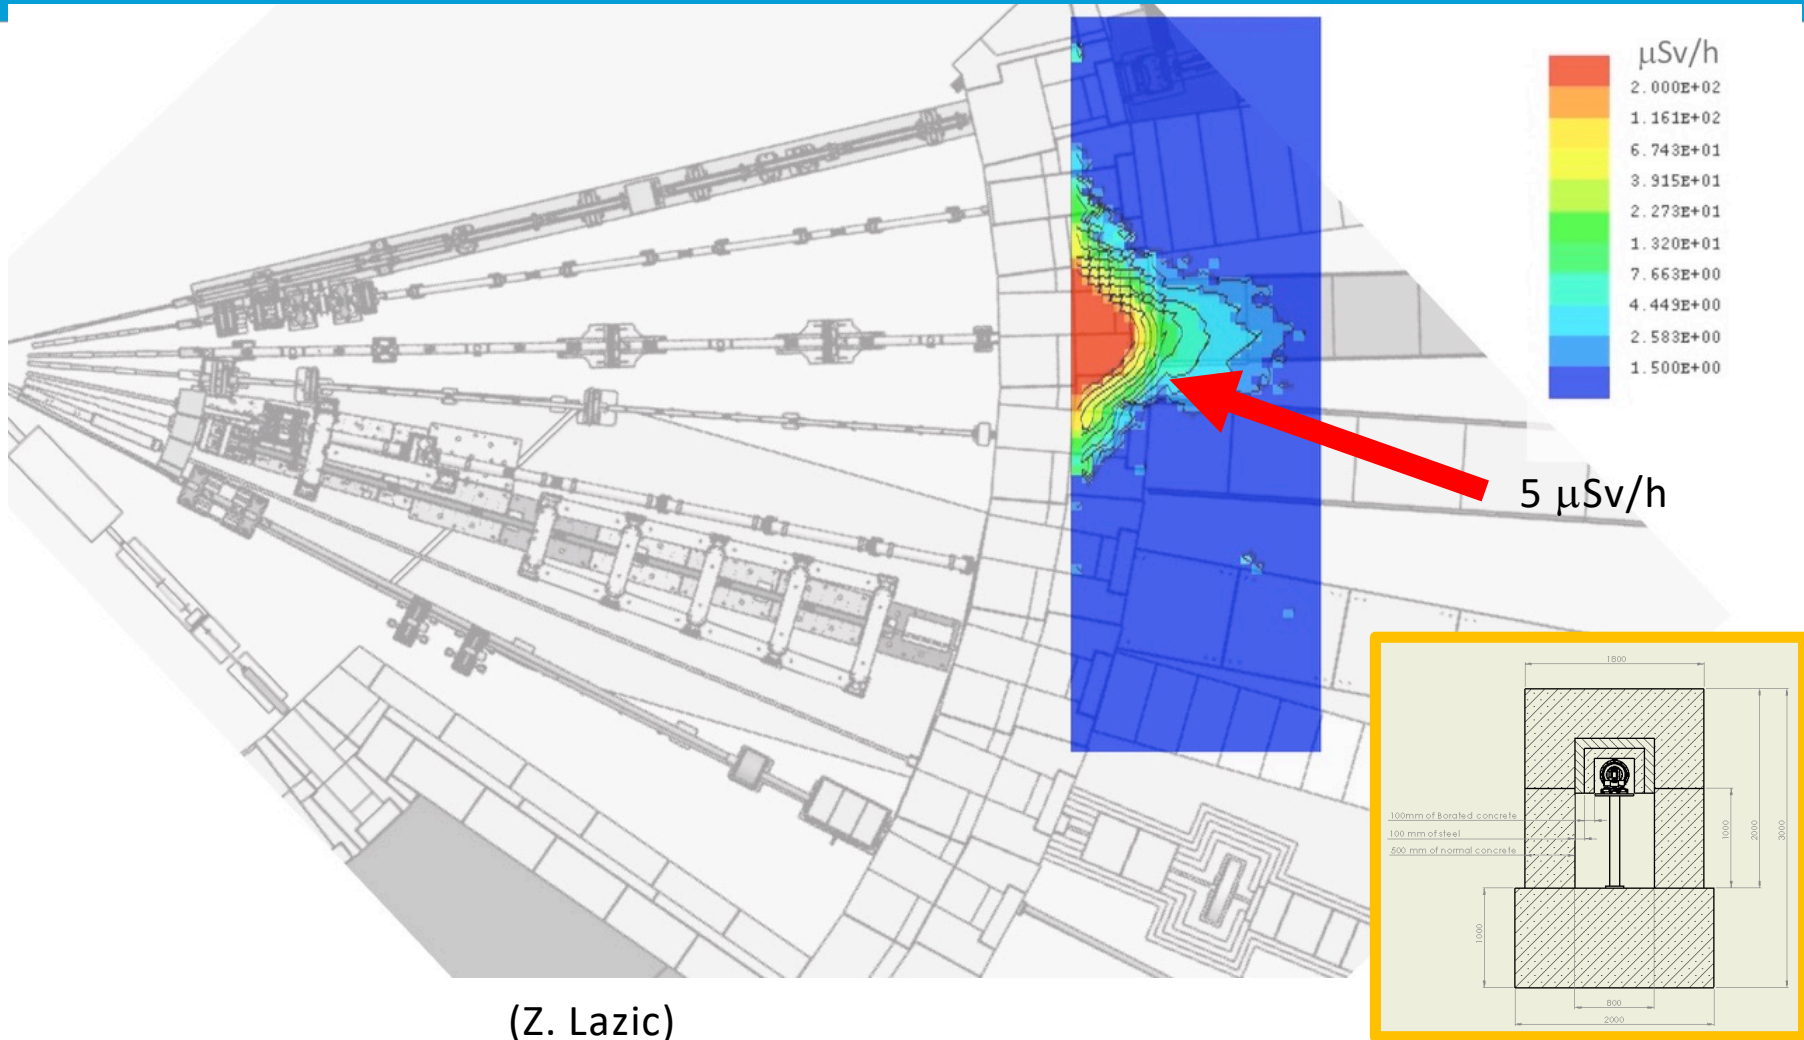 μSv/h
2.000E+02
1.161E+02
6.743E+01
3.915E+01
2.273E+01
1.320E+01
7.663E+00
4.449E+00
2.583E+00
1.500E+00
5 μSv/h
1800
100mm of Borated concrete
100 mm of steel
500 mm of normal concrete
1000
2000
3000
1000
800
2000
(Z. Lazic)